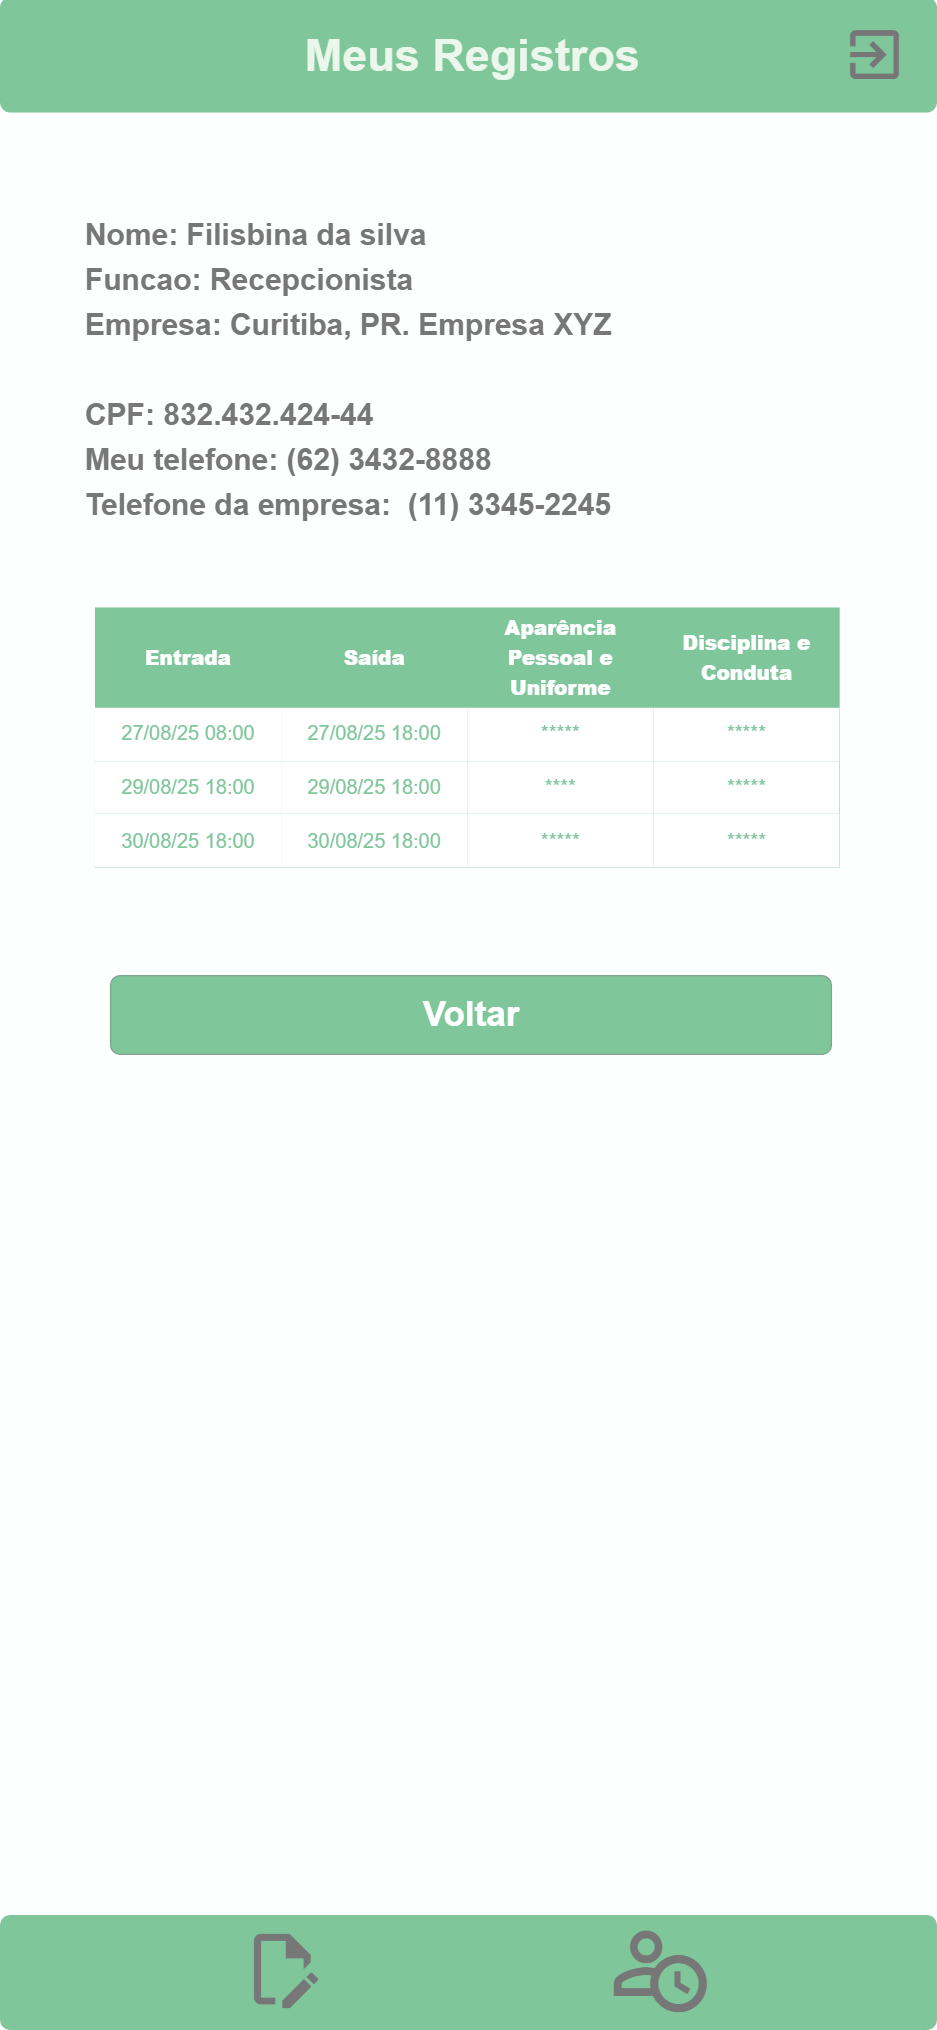 Meus Registros
Nome: Filisbina da silva
Funcao: Recepcionista
Empresa: Curitiba, PR. Empresa XYZ
CPF: 832.432.424-44
Meu telefone: (62) 3432-8888
Telefone da empresa:  (11) 3345-2245
Entrada Saída Aparência Pessoal e Uniforme Disciplina e Conduta
27/08/25 08:00 27/08/25 18:00 ***** *****
29/08/25 18:00 29/08/25 18:00 **** *****
30/08/25 18:00 30/08/25 18:00 ***** *****
Voltar